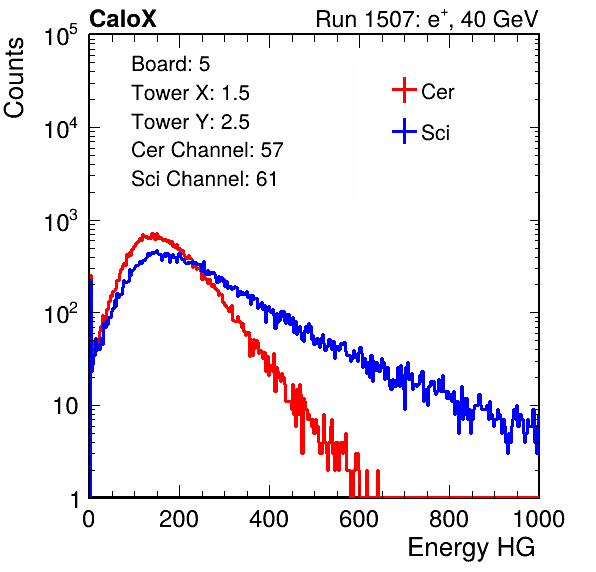 CaloX Run 1507: e+, 40 GeV
Counts
Board: 5
Tower X: 1.5
Tower Y: 2.5
Cer Channel: 57
Sci Channel: 61
Cer
Sci
10^5
10^4
10^3
10^2
10
1
0 200 400 600 800 1000
Energy HG